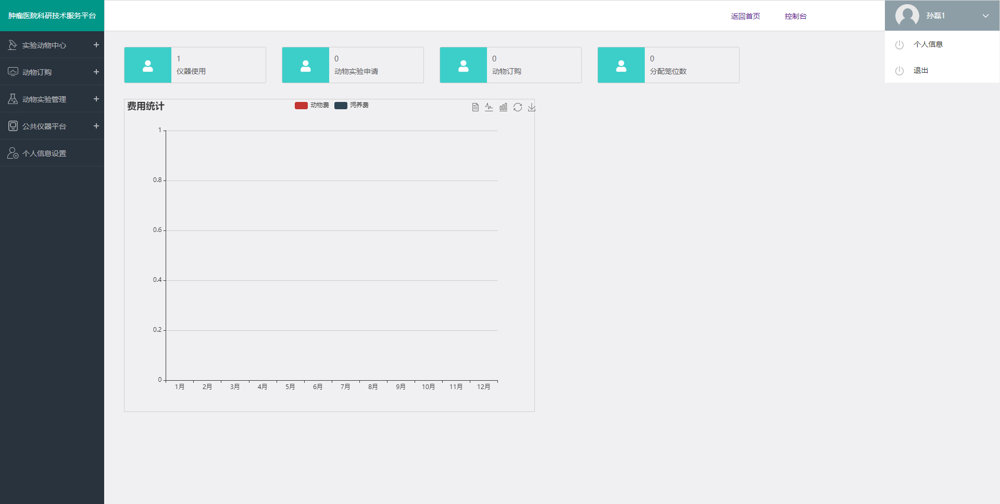 肿瘤医院科研技术服务平台
返回首页
控制台
孙磊1
个人信息
退出
实验动物中心
动物订购
动物实验管理
公共仪器平台
个人信息设置
1
仪器使用
0
动物实验申请
0
动物订购
0
分配笼位数
费用统计
动物费
饲养费
1
0.8
0.6
0.4
0.2
0
1月 2月 3月 4月 5月 6月 7月 8月 9月 10月 11月 12月